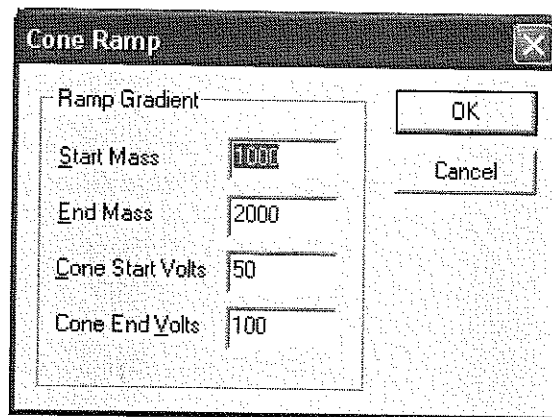 Cone Ramp
Ramp Gradient
OK
Start Mass 1000
Cancel
End Mass 2000
Cone Start Volts 50
Cone End Volts 100